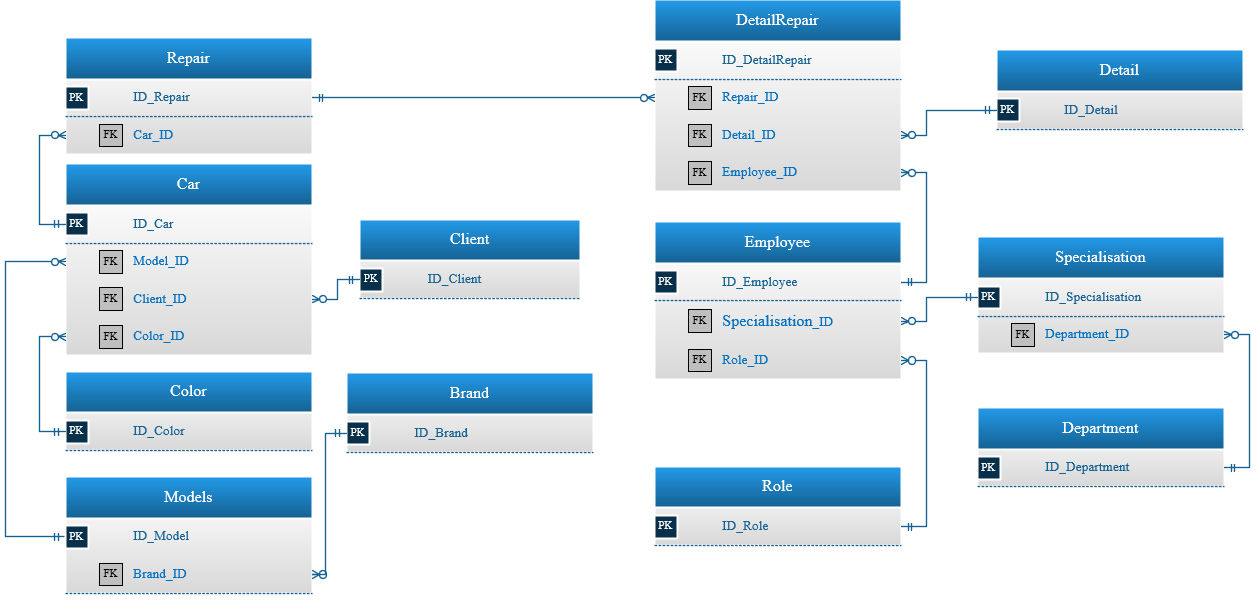 Repair
PK ID_Repair
FK Car_ID
Car
PK ID_Car
FK Model_ID
FK Client_ID
FK Color_ID
Color
PK ID_Color
Models
PK ID_Model
FK Brand_ID
Client
PK ID_Client
Brand
PK ID_Brand
DetailRepair
PK ID_DetailRepair
FK Repair_ID
FK Detail_ID
FK Employee_ID
Employee
PK ID_Employee
FK Specialisation_ID
FK Role_ID
Role
PK ID_Role
Detail
PK ID_Detail
Specialisation
PK ID_Specialisation
FK Department_ID
Department
PK ID_Department